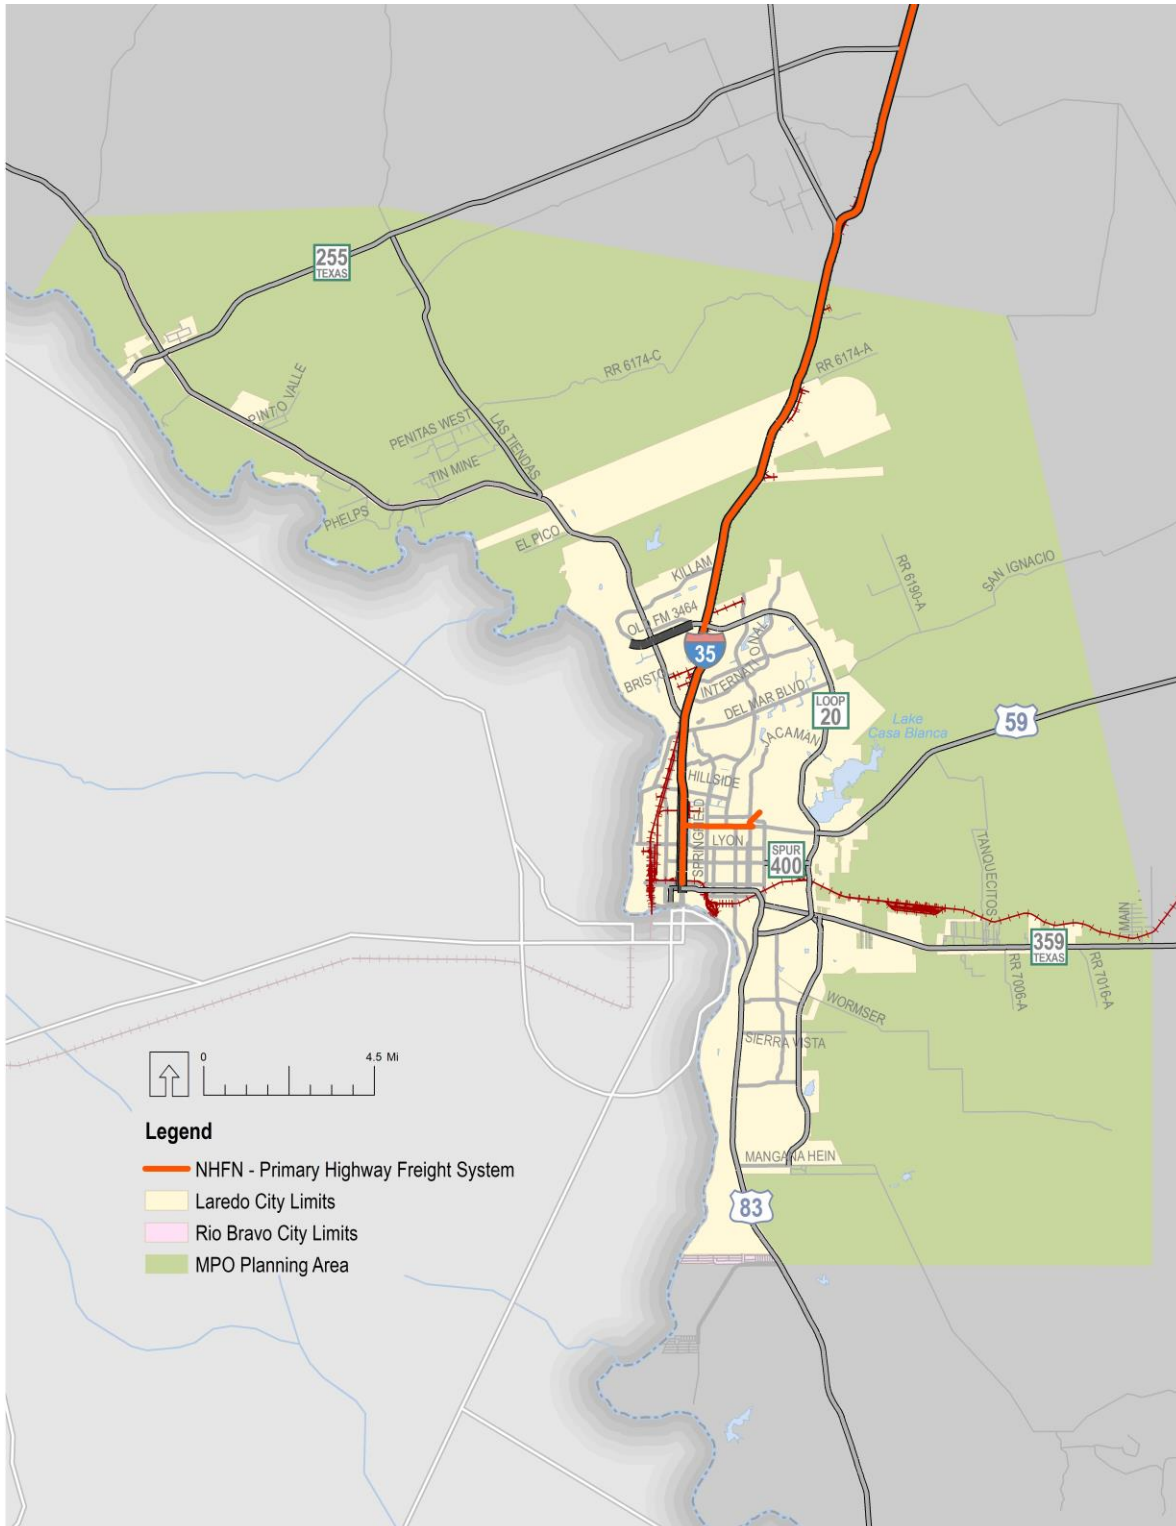 255
TEXAS
RR 6174-C
RR 6174-A
PINTO VALLE
PENITAS WEST
LAS TIENDAS
TIN MINE
PHELPS
EL PICO
KILLAM
RR 6190-A
SAN IGNACIO
OLD FM 3464
35
INTERNATIONAL
BRISTO
DEL MAR BLVD
LOOP
20
Lake
Casa Blanca
59
JACAMAN
HILLSIDE
SPRINGFIELD
LYON
SPUR
400
TANQUECITOS
MANN
359
TEXAS
RR 7006-A
RR 7016-A
WORMSER
SIERRA VISTA
0 4.5 Mi
Legend
MANGANA HEIN
NHFN - Primary Highway Freight System
Laredo City Limits
83
Rio Bravo City Limits
MPO Planning Area